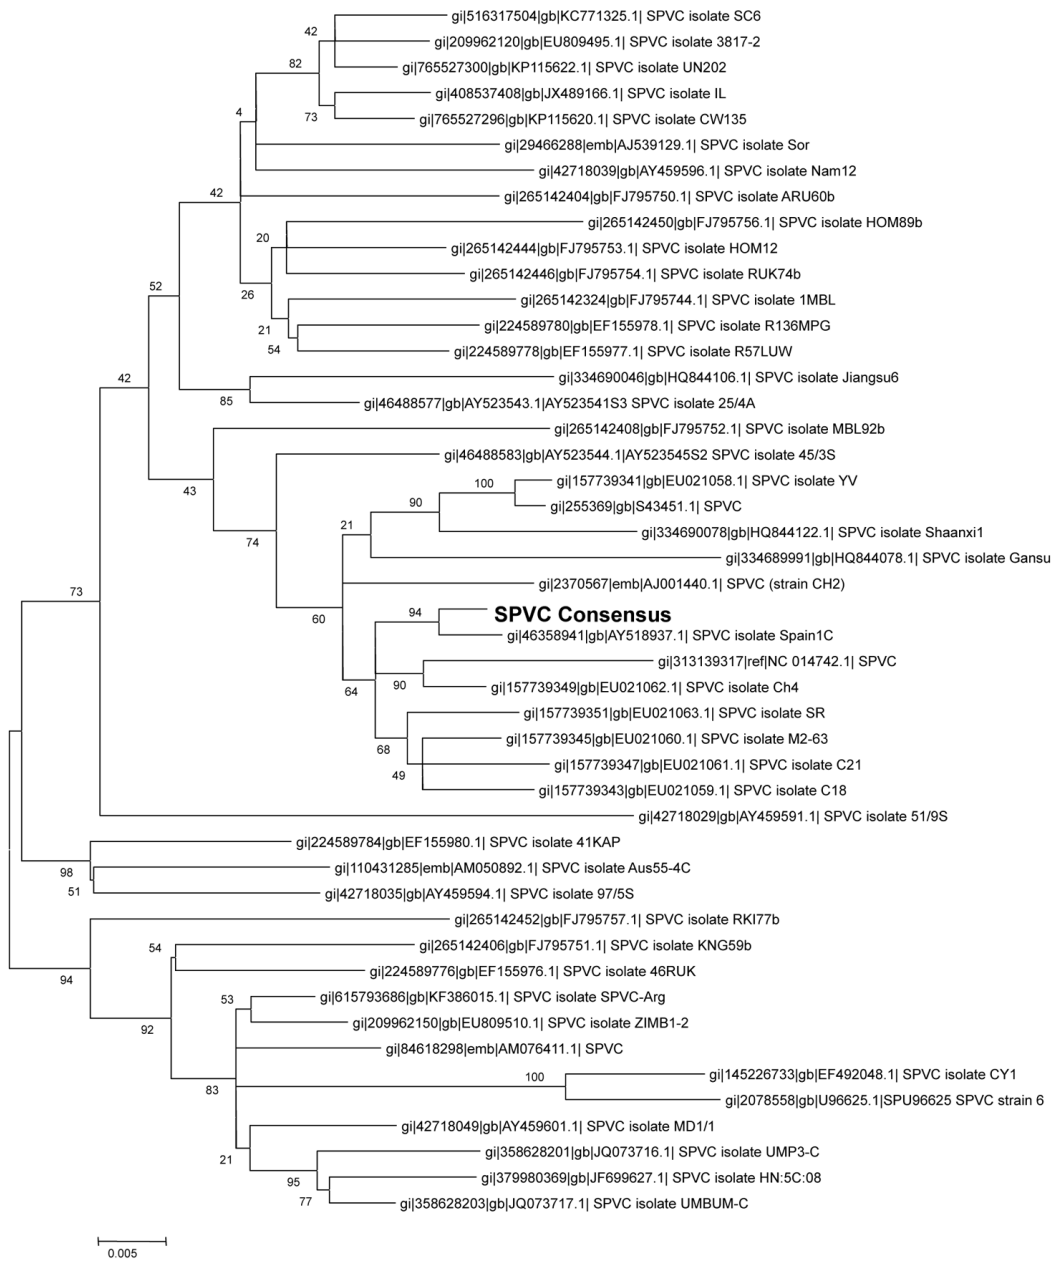 gi|516317504|gb|KC771325.1| SPVC isolate SC6
42
gi|209962120|gb|EU809495.1| SPVC isolate 3817-2
82
gi|765527300|gb|KP115622.1| SPVC isolate UN202
gi|408537408|gb|JX489166.1| SPVC isolate IL
4
73
gi|765527296|gb|KP115620.1| SPVC isolate CW135
gi|29466288|emb|AJ539129.1| SPVC isolate Sor
gi|42718039|gb|AY459596.1| SPVC isolate Nam12
42
gi|265142404|gb|FJ795750.1| SPVC isolate ARU60b
gi|265142450|gb|FJ795756.1| SPVC isolate HOM89b
20
gi|265142444|gb|FJ795753.1| SPVC isolate HOM12
gi|265142446|gb|FJ795754.1| SPVC isolate RUK74b
52
26
gi|265142324|gb|FJ795744.1| SPVC isolate 1MBL
21
gi|224589780|gb|EF155978.1| SPVC isolate R136MPG
54
gi|224589778|gb|EF155977.1| SPVC isolate R57LUW
42
gi|334690046|gb|HQ844106.1| SPVC isolate Jiangsu6
85
gi|46488577|gb|AY523543.1|AY523541S3 SPVC isolate 25/4A
gi|265142408|gb|FJ795752.1| SPVC isolate MBL92b
gi|46488583|gb|AY523544.1|AY523545S2 SPVC isolate 45/3S
43
100
gi|157739341|gb|EU021058.1| SPVC isolate YV
90
gi|255369|gb|S43451.1| SPVC
21
gi|334690078|gb|HQ844122.1| SPVC isolate Shaanxi1
74
gi|334689991|gb|HQ844078.1| SPVC isolate Gansu
73
gi|2370567|emb|AJ001440.1| SPVC (strain CH2)
60
94
SPVC Consensus
gi|46358941|gb|AY518937.1| SPVC isolate Spain1C
gi|313139317|ref|NC 014742.1| SPVC
64
90
gi|157739349|gb|EU021062.1| SPVC isolate Ch4
gi|157739351|gb|EU021063.1| SPVC isolate SR
68
gi|157739345|gb|EU021060.1| SPVC isolate M2-63
49
gi|157739347|gb|EU021061.1| SPVC isolate C21
gi|157739343|gb|EU021059.1| SPVC isolate C18
gi|42718029|gb|AY459591.1| SPVC isolate 51/9S
gi|224589784|gb|EF155980.1| SPVC isolate 41KAP
98
gi|110431285|emb|AM050892.1| SPVC isolate Aus55-4C
51
gi|42718035|gb|AY459594.1| SPVC isolate 97/5S
gi|265142452|gb|FJ795757.1| SPVC isolate RKI77b
54
gi|265142406|gb|FJ795751.1| SPVC isolate KNG59b
94
gi|224589776|gb|EF155976.1| SPVC isolate 46RUK
53
gi|615793686|gb|KF386015.1| SPVC isolate SPVC-Arg
92
gi|209962150|gb|EU809510.1| SPVC isolate ZIMB1-2
gi|84618298|emb|AM076411.1| SPVC
83
100
gi|145226733|gb|EF492048.1| SPVC isolate CY1
gi|2078558|gb|U96625.1|SPU96625 SPVC strain 6
gi|42718049|gb|AY459601.1| SPVC isolate MD1/1
21
gi|358628201|gb|JQ073716.1| SPVC isolate UMP3-C
95
gi|379980369|gb|JF699627.1| SPVC isolate HN:5C:08
77
gi|358628203|gb|JQ073717.1| SPVC isolate UMBUM-C
0.005